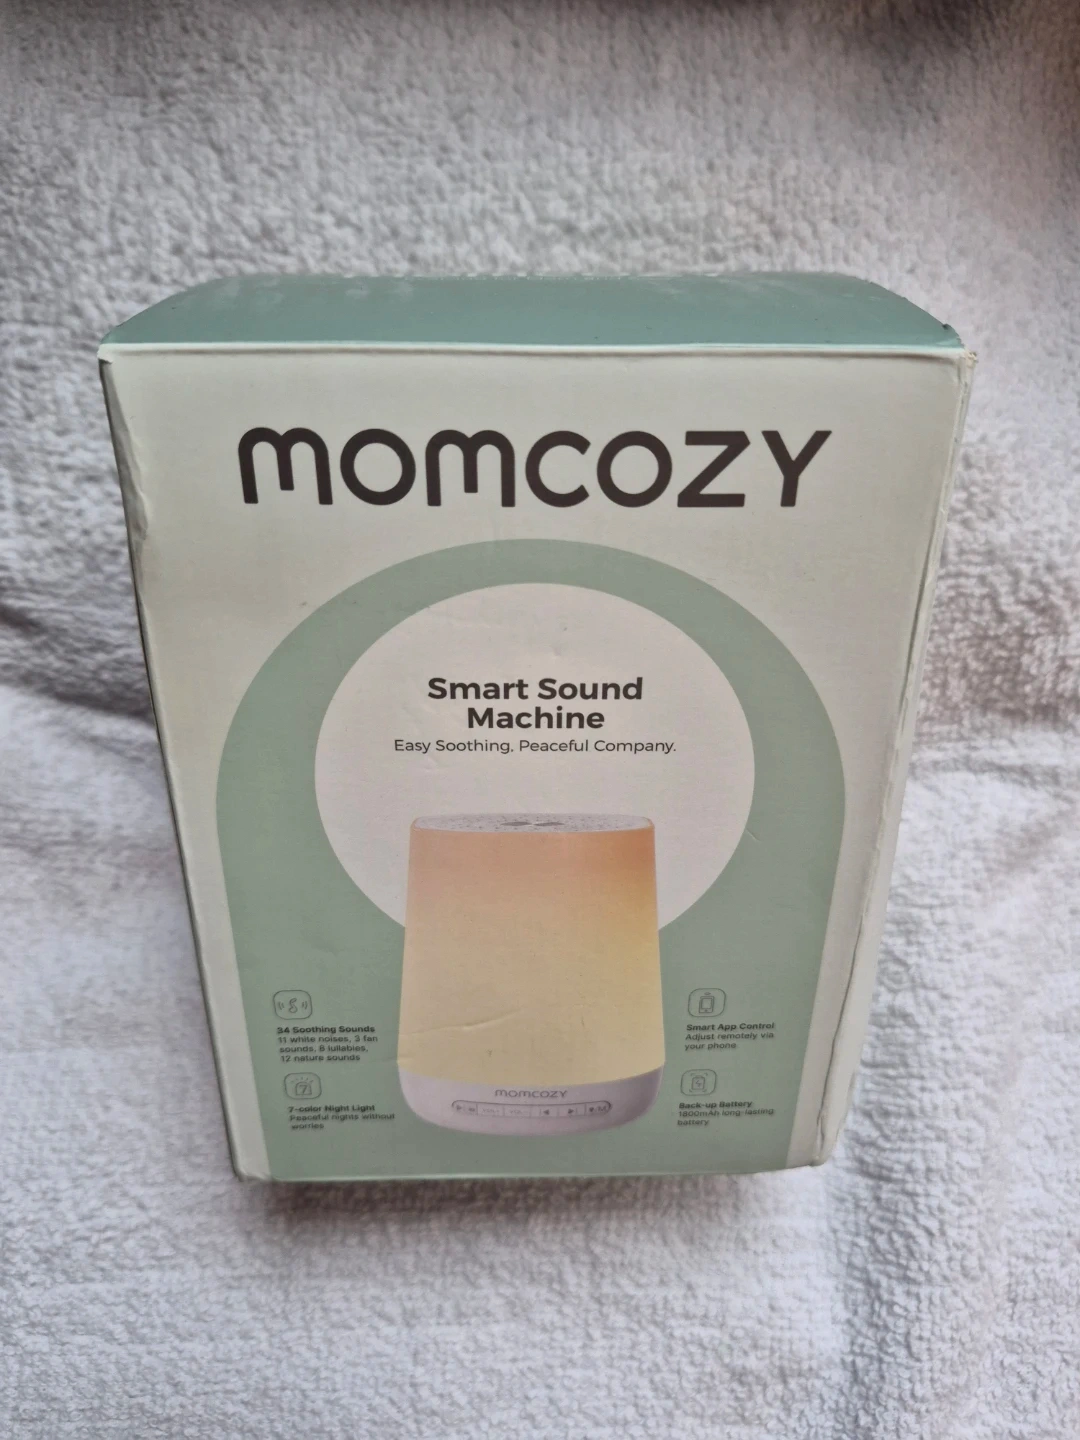 momcozy
Smart Sound
Machine
Easy Soothing, Peaceful Company.
34 Soothing Sounds
11 white noises, 3 fan
sounds, 8 lullabies,
12 nature sounds
7
7-color Night Light
Peaceful nights without
worries
Smart App Control
Adjust remotely via
your phone
Back-up Battery
1800mAh long-lasting
battery
momcozy